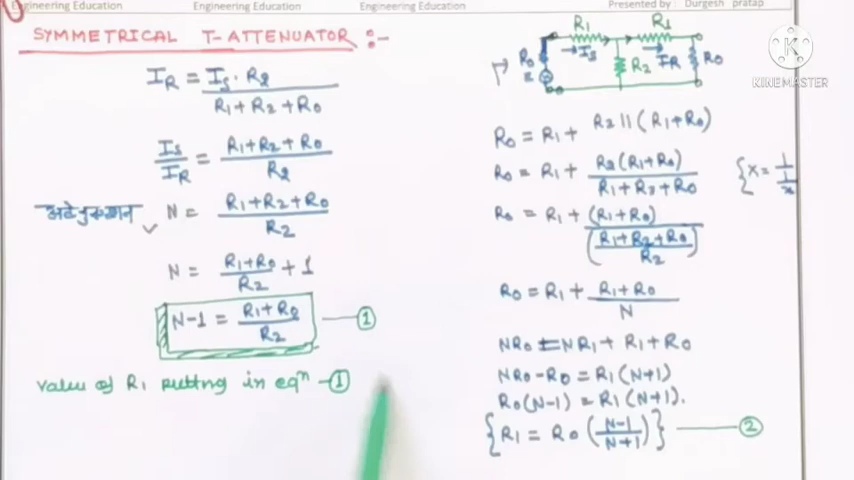 Engineering Education Engineering Education Engineering Education Presented by : Durgesh pratap
SYMMETRICAL T-ATTENUATOR :-
IR = IS . R2 / R1+R2+R0
IS / IR = R1+R2+R0 / R2
N = R1+R2+R0 / R2
N = R1+R0 / R2 + 1
N-1 = R1+R0 / R2 — 1
value of R1 putting in eqn - 1
R1 R1
R0 IS IR R0
R2
R0 = R1 + R2 || (R1+R0)
R0 = R1 + R2(R1+R0) / R1+R2+R0
{ x = 1 / 1/x
R0 = R1 + (R1+R0) / (R1+R2+R0 / R2)
R0 = R1 + R1+R0 / N
NR0 = NR1 + R1 + R0
NR0 - R0 = R1(N+1)
R0(N-1) = R1(N+1).
{ R1 = R0 ( N-1 / N+1 ) } — 2
K
KINEMASTER